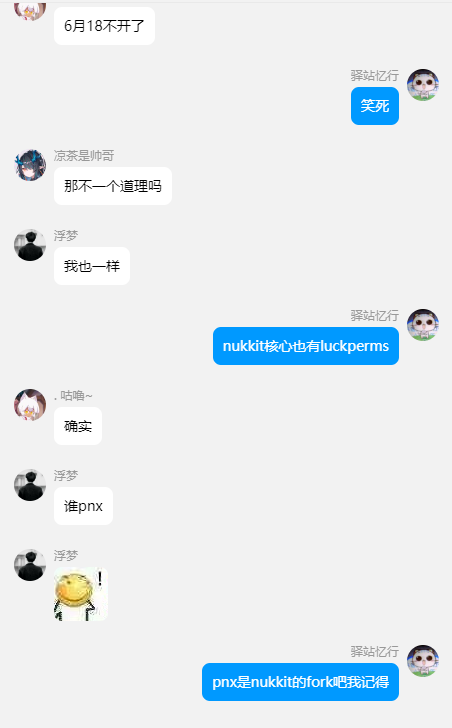 6月18不开了
驿站忆行
笑死
凉茶是帅哥
那不一个道理吗
浮梦
我也一样
驿站忆行
nukkit核心也有luckperms
. 咕噜~
确实
浮梦
谁pnx
浮梦
!
驿站忆行
pnx是nukkit的fork吧我记得